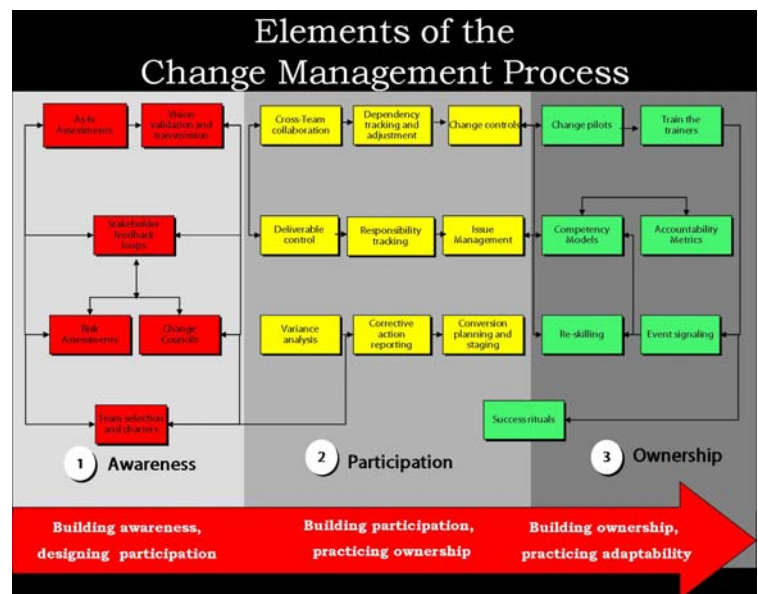 Elements of the
Change Management Process
As-Is
Assessments
Vision
validation and
transmission
Stakeholder
feedback
loops
Risk
Assessments
Change
Councils
Team selection
and charters
1 Awareness
Cross-Team
collaboration
Dependency
tracking and
adjustment
Change controls
Deliverable
control
Responsibility
tracking
Issue
Management
Variance
analysis
Corrective
action
reporting
Conversion
planning and
staging
2 Participation
Change pilots
Train the
trainers
Competency
Models
Accountability
Metrics
Re-skilling
Event signaling
Success rituals
3 Ownership
Building awareness,
designing participation
Building participation,
practicing ownership
Building ownership,
practicing adaptability